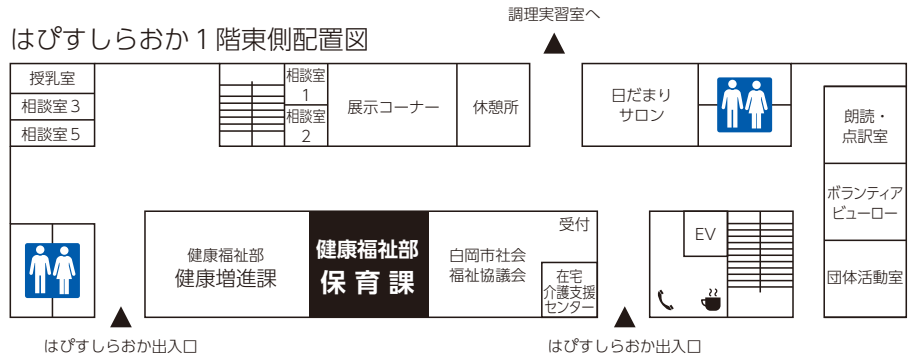 調理実習室へ
はぴすしらおか1階東側配置図
授乳室
相談室3
相談室5
相談室
1
相談室
2
展示コーナー
休憩所
日だまり
サロン
朗読・
点訳室
ボランティア
ビューロー
団体活動室
健康福祉部
健康増進課
健康福祉部
保育課
白岡市社会
福祉協議会
受付
在宅
介護支援
センター
EV
はぴすしらおか出入口
はぴすしらおか出入口